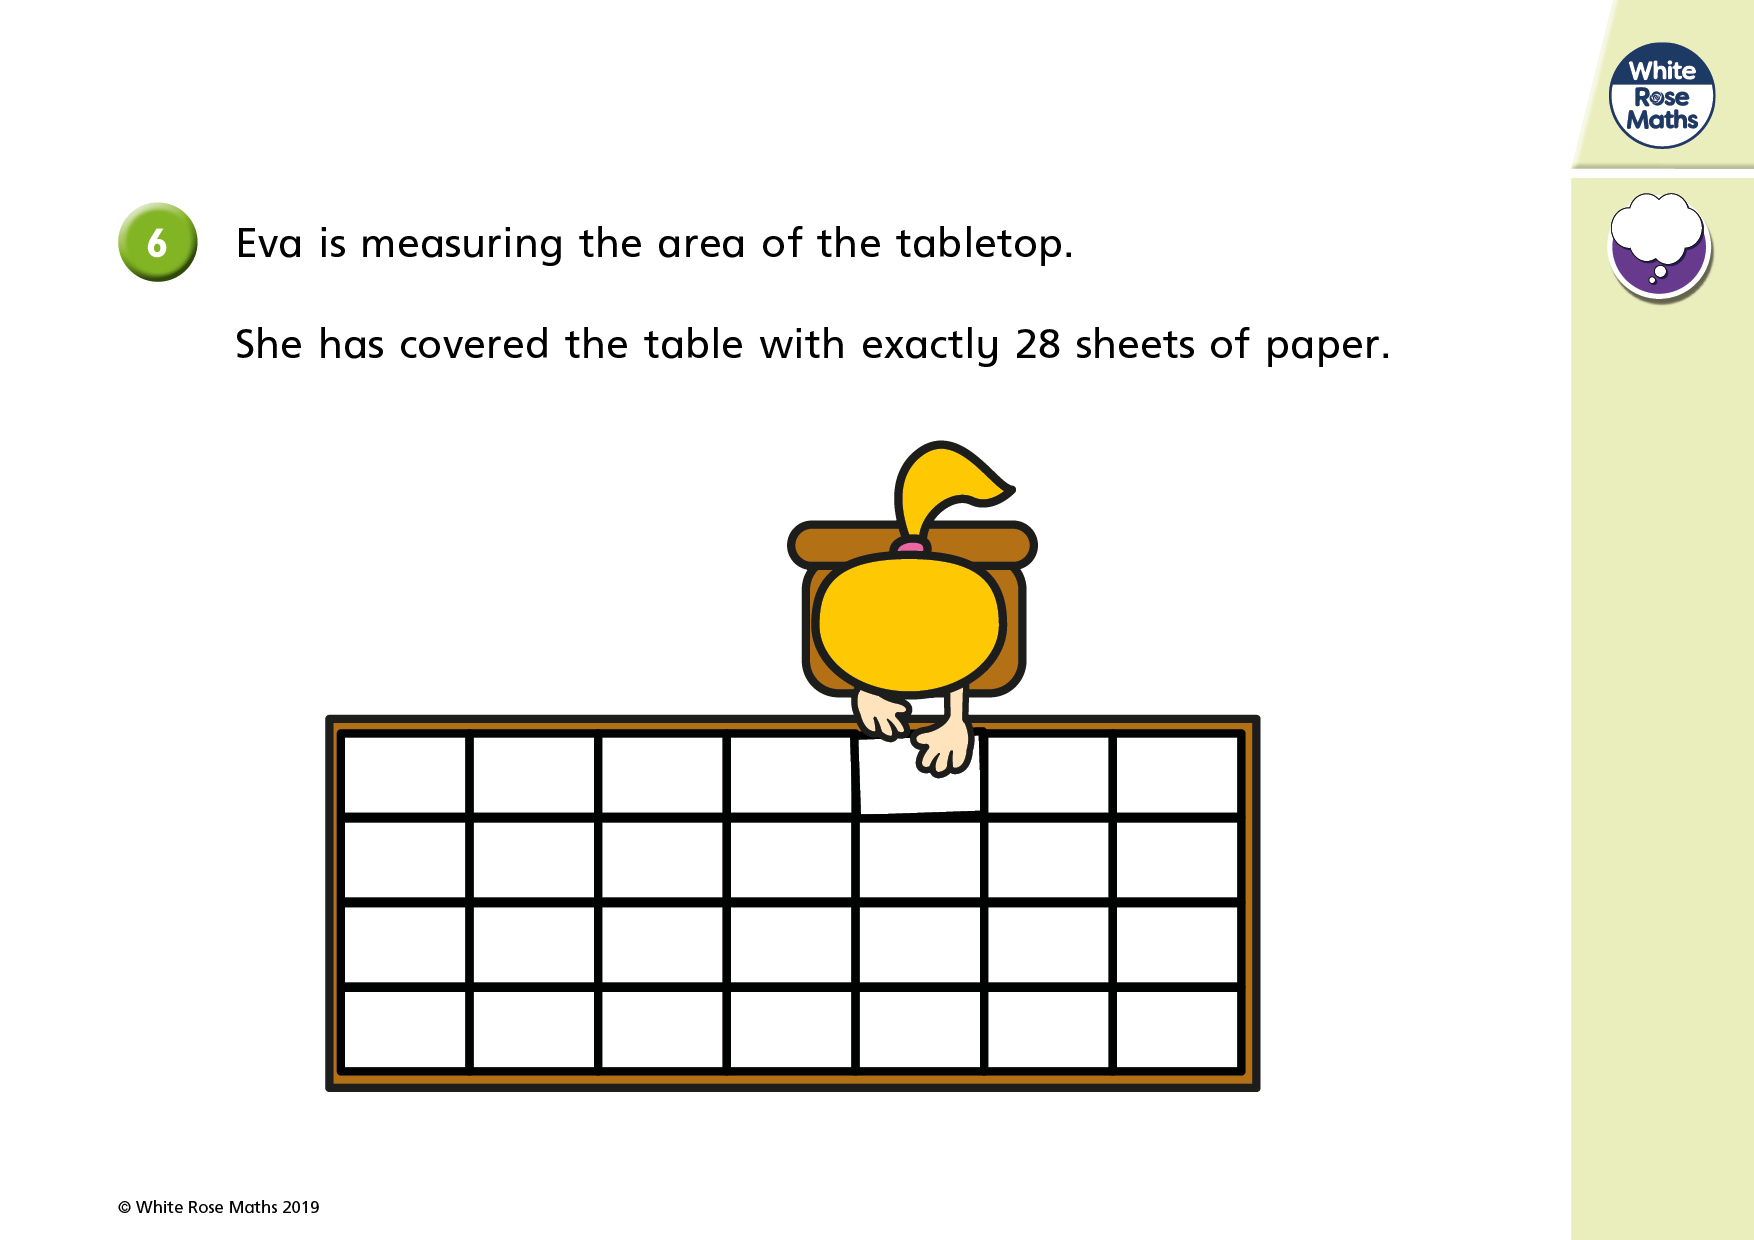 White
Rose
Maths
6 Eva is measuring the area of the tabletop.
She has covered the table with exactly 28 sheets of paper.
© White Rose Maths 2019